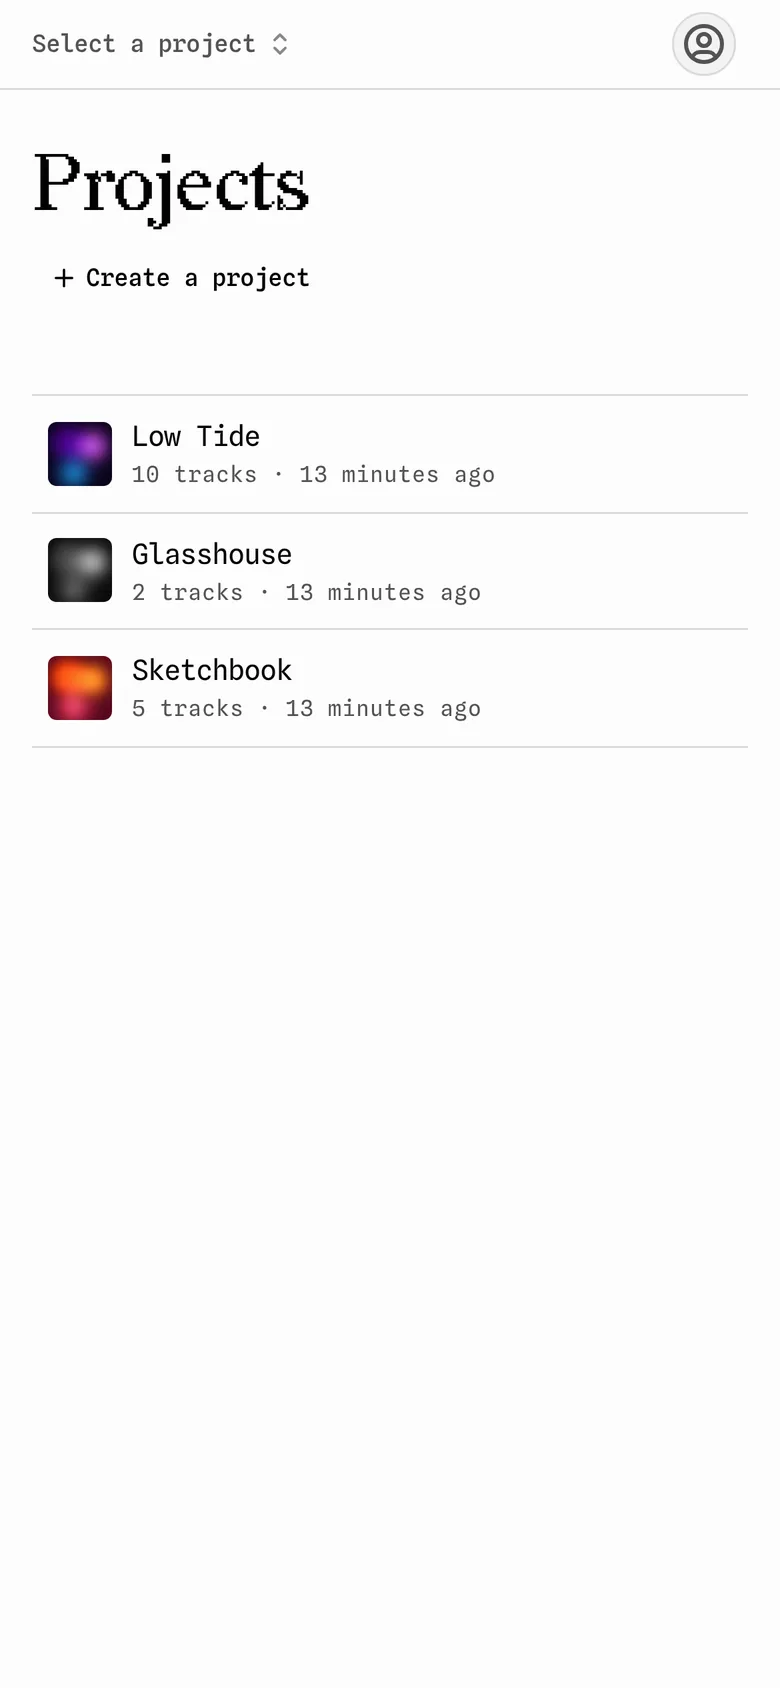 Select a project
Projects
+ Create a project
Low Tide
10 tracks · 13 minutes ago
Glasshouse
2 tracks · 13 minutes ago
Sketchbook
5 tracks · 13 minutes ago